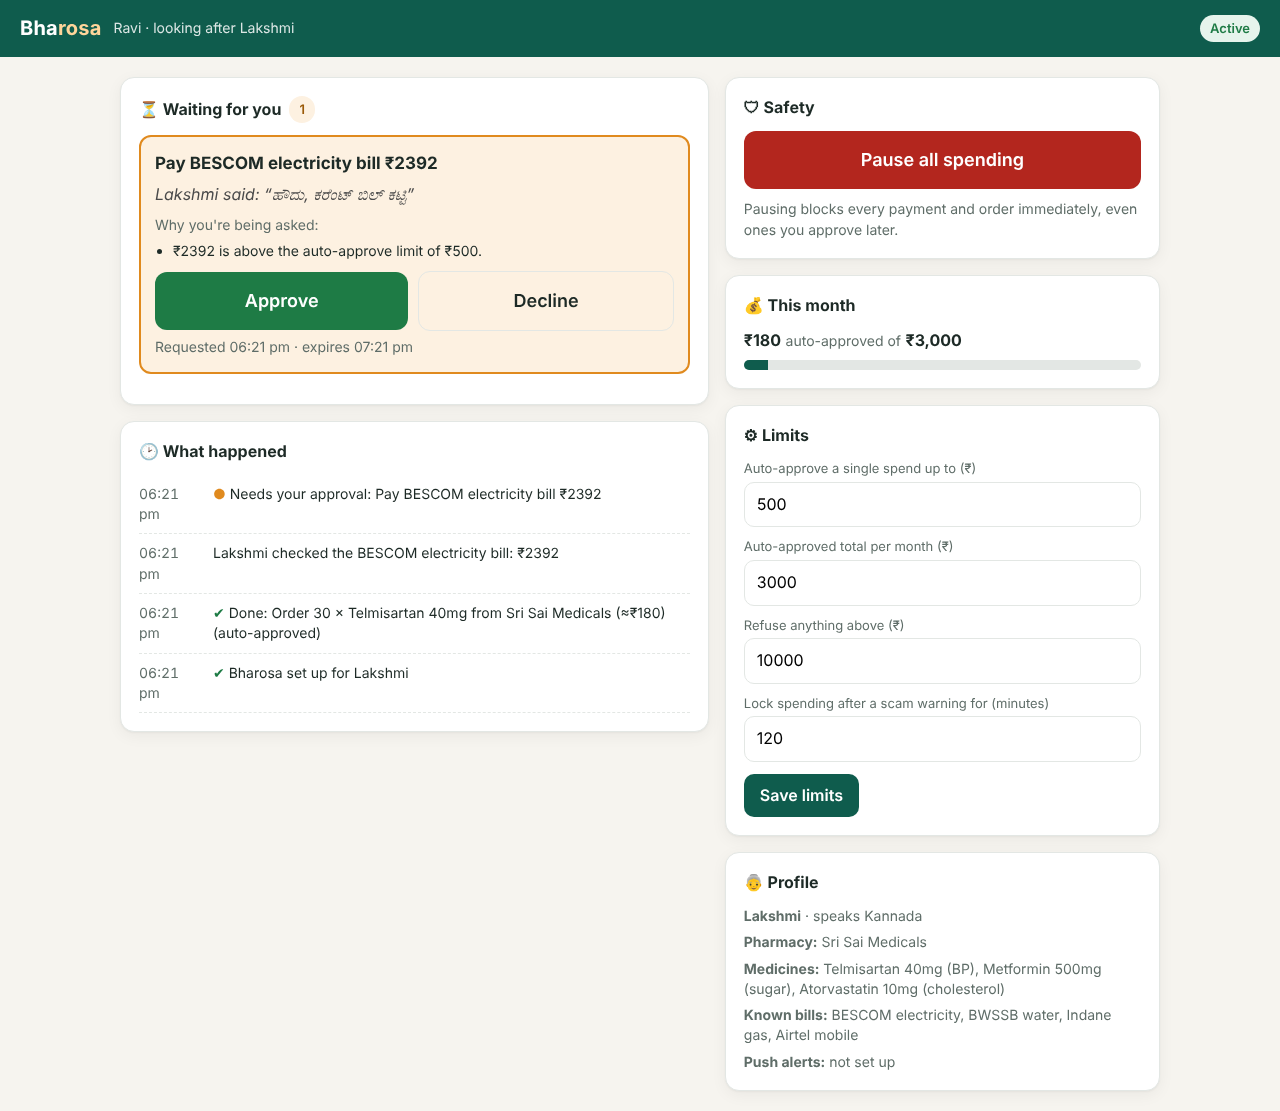 Bharosa Ravi · looking after Lakshmi
Active
⏳ Waiting for you 1
Pay BESCOM electricity bill ₹2392
Lakshmi said: “ಹೌದು, ಕರೆಂಟ್ ಬಿಲ್ ಕಟ್ಟಿ”
Why you're being asked:
• ₹2392 is above the auto-approve limit of ₹500.
Approve
Decline
Requested 06:21 pm · expires 07:21 pm
🕑 What happened
06:21 pm
Needs your approval: Pay BESCOM electricity bill ₹2392
06:21 pm
Lakshmi checked the BESCOM electricity bill: ₹2392
06:21 pm
✔ Done: Order 30 × Telmisartan 40mg from Sri Sai Medicals (≈₹180)
(auto-approved)
06:21 pm
✔ Bharosa set up for Lakshmi
🛡 Safety
Pause all spending
Pausing blocks every payment and order immediately, even
ones you approve later.
💰 This month
₹180 auto-approved of ₹3,000
⚙ Limits
Auto-approve a single spend up to (₹)
500
Auto-approved total per month (₹)
3000
Refuse anything above (₹)
10000
Lock spending after a scam warning for (minutes)
120
Save limits
👵 Profile
Lakshmi · speaks Kannada
Pharmacy: Sri Sai Medicals
Medicines: Telmisartan 40mg (BP), Metformin 500mg
(sugar), Atorvastatin 10mg (cholesterol)
Known bills: BESCOM electricity, BWSSB water, Indane
gas, Airtel mobile
Push alerts: not set up